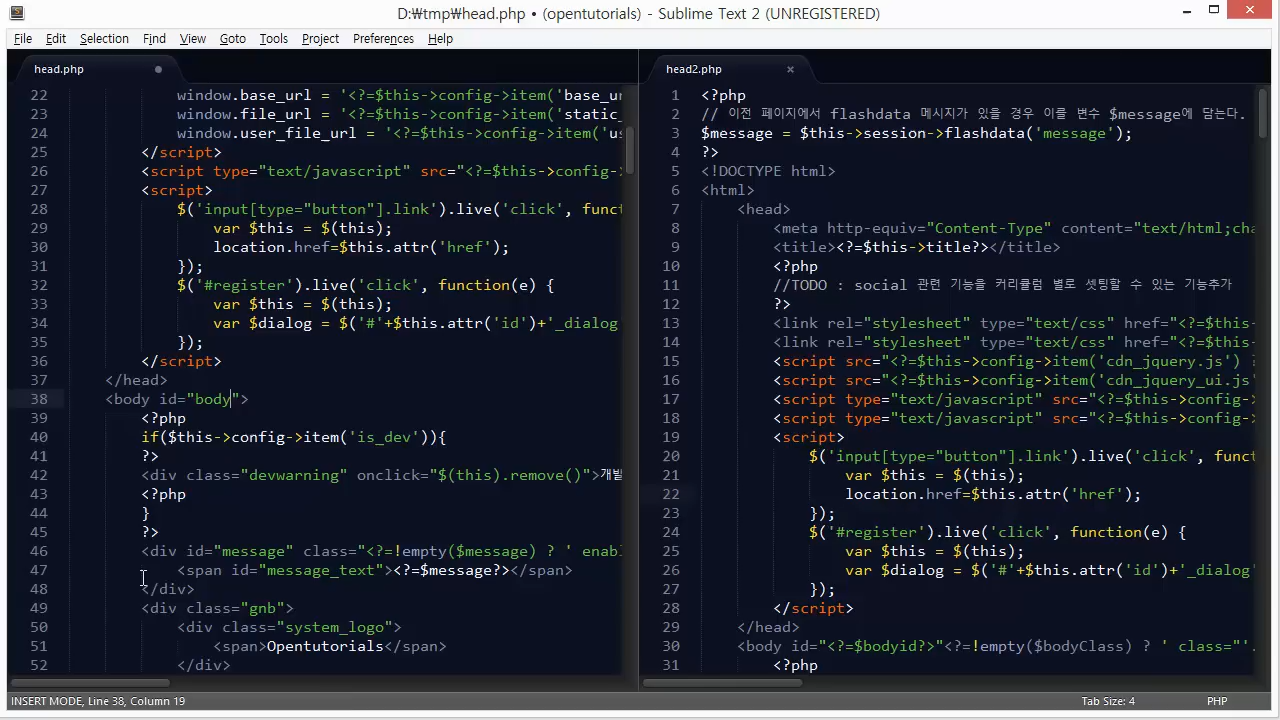 D:₩tmp₩head.php • (opentutorials) - Sublime Text 2 (UNREGISTERED)
File Edit Selection Find View Goto Tools Project Preferences Help
head.php
22 window.base_url = '<?=$this->config->item('base_ur
23 window.file_url = '<?=$this->config->item('static_
24 window.user_file_url = '<?=$this->config->item('us
25 </script>
26 <script type="text/javascript" src="<?=$this->config-
27 <script>
28 $('input[type="button"].link').live('click', funct
29 var $this = $(this);
30 location.href=$this.attr('href');
31 });
32 $('#register').live('click', function(e) {
33 var $this = $(this);
34 var $dialog = $('#'+$this.attr('id')+'_dialog
35 });
36 </script>
37 </head>
38 <body id="body">
39 <?php
40 if($this->config->item('is_dev')){
41 ?>
42 <div class="devwarning" onclick="$(this).remove()">개발
43 <?php
44 }
45 ?>
46 <div id="message" class="<?=!empty($message) ? ' enabl
47 <span id="message_text"><?=$message?></span>
48 </div>
49 <div class="gnb">
50 <div class="system_logo">
51 <span>Opentutorials</span>
52 </div>
head2.php
1 <?php
2 // 이전 페이지에서 flashdata 메시지가 있을 경우 이를 변수 $message에 담는다.
3 $message = $this->session->flashdata('message');
4 ?>
5 <!DOCTYPE html>
6 <html>
7 <head>
8 <meta http-equiv="Content-Type" content="text/html;cha
9 <title><?=$this->title?></title>
10 <?php
11 //TODO : social 관련 기능을 커리큘럼 별로 셋팅할 수 있는 기능추가
12 ?>
13 <link rel="stylesheet" type="text/css" href="<?=$this-
14 <link rel="stylesheet" type="text/css" href="<?=$this-
15 <script src="<?=$this->config->item('cdn_jquery.js') ?
16 <script src="<?=$this->config->item('cdn_jquery_ui.js'
17 <script type="text/javascript" src="<?=$this->config-
18 <script type="text/javascript" src="<?=$this->config-
19 <script>
20 $('input[type="button"].link').live('click', funct
21 var $this = $(this);
22 location.href=$this.attr('href');
23 });
24 $('#register').live('click', function(e) {
25 var $this = $(this);
26 var $dialog = $('#'+$this.attr('id')+'_dialog'
27 });
28 </script>
29 </head>
30 <body id="<?=$bodyid?>"<?=!empty($bodyClass) ? ' class="'.
31 <?php
INSERT MODE, Line 38, Column 19
Tab Size: 4
PHP